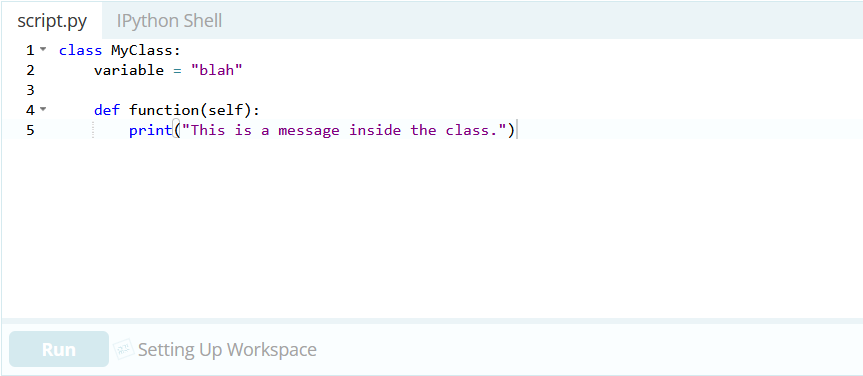 script.py IPython Shell
1 class MyClass:
2     variable = "blah"
3
4     def function(self):
5         print("This is a message inside the class.")
Run Setting Up Workspace